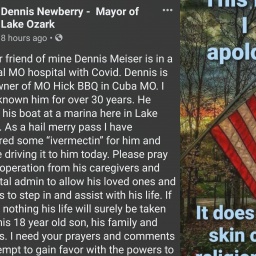 Dennis Newberry - Mayor of
Lake Ozark
8 hours ago •
friend of mine Dennis Meiser is in a
MO hospital with Covid. Dennis is
wner of MO Hick BBQ in Cuba MO. I
known him for over 30 years. He
his boat at a marina here in Lake
. As a hail merry pass I have
red some "ivermectin" for him and
e driving it to him today. Please pray
operation from his caregivers and
tal admin to allow his loved ones and
s to step in and assist with his life. If
nothing his life will surely be taken
his 18 year old son, his family and
s. I need your prayers and comments
empt to gain favor with the powers to
This
I
apolo
It does
skin c